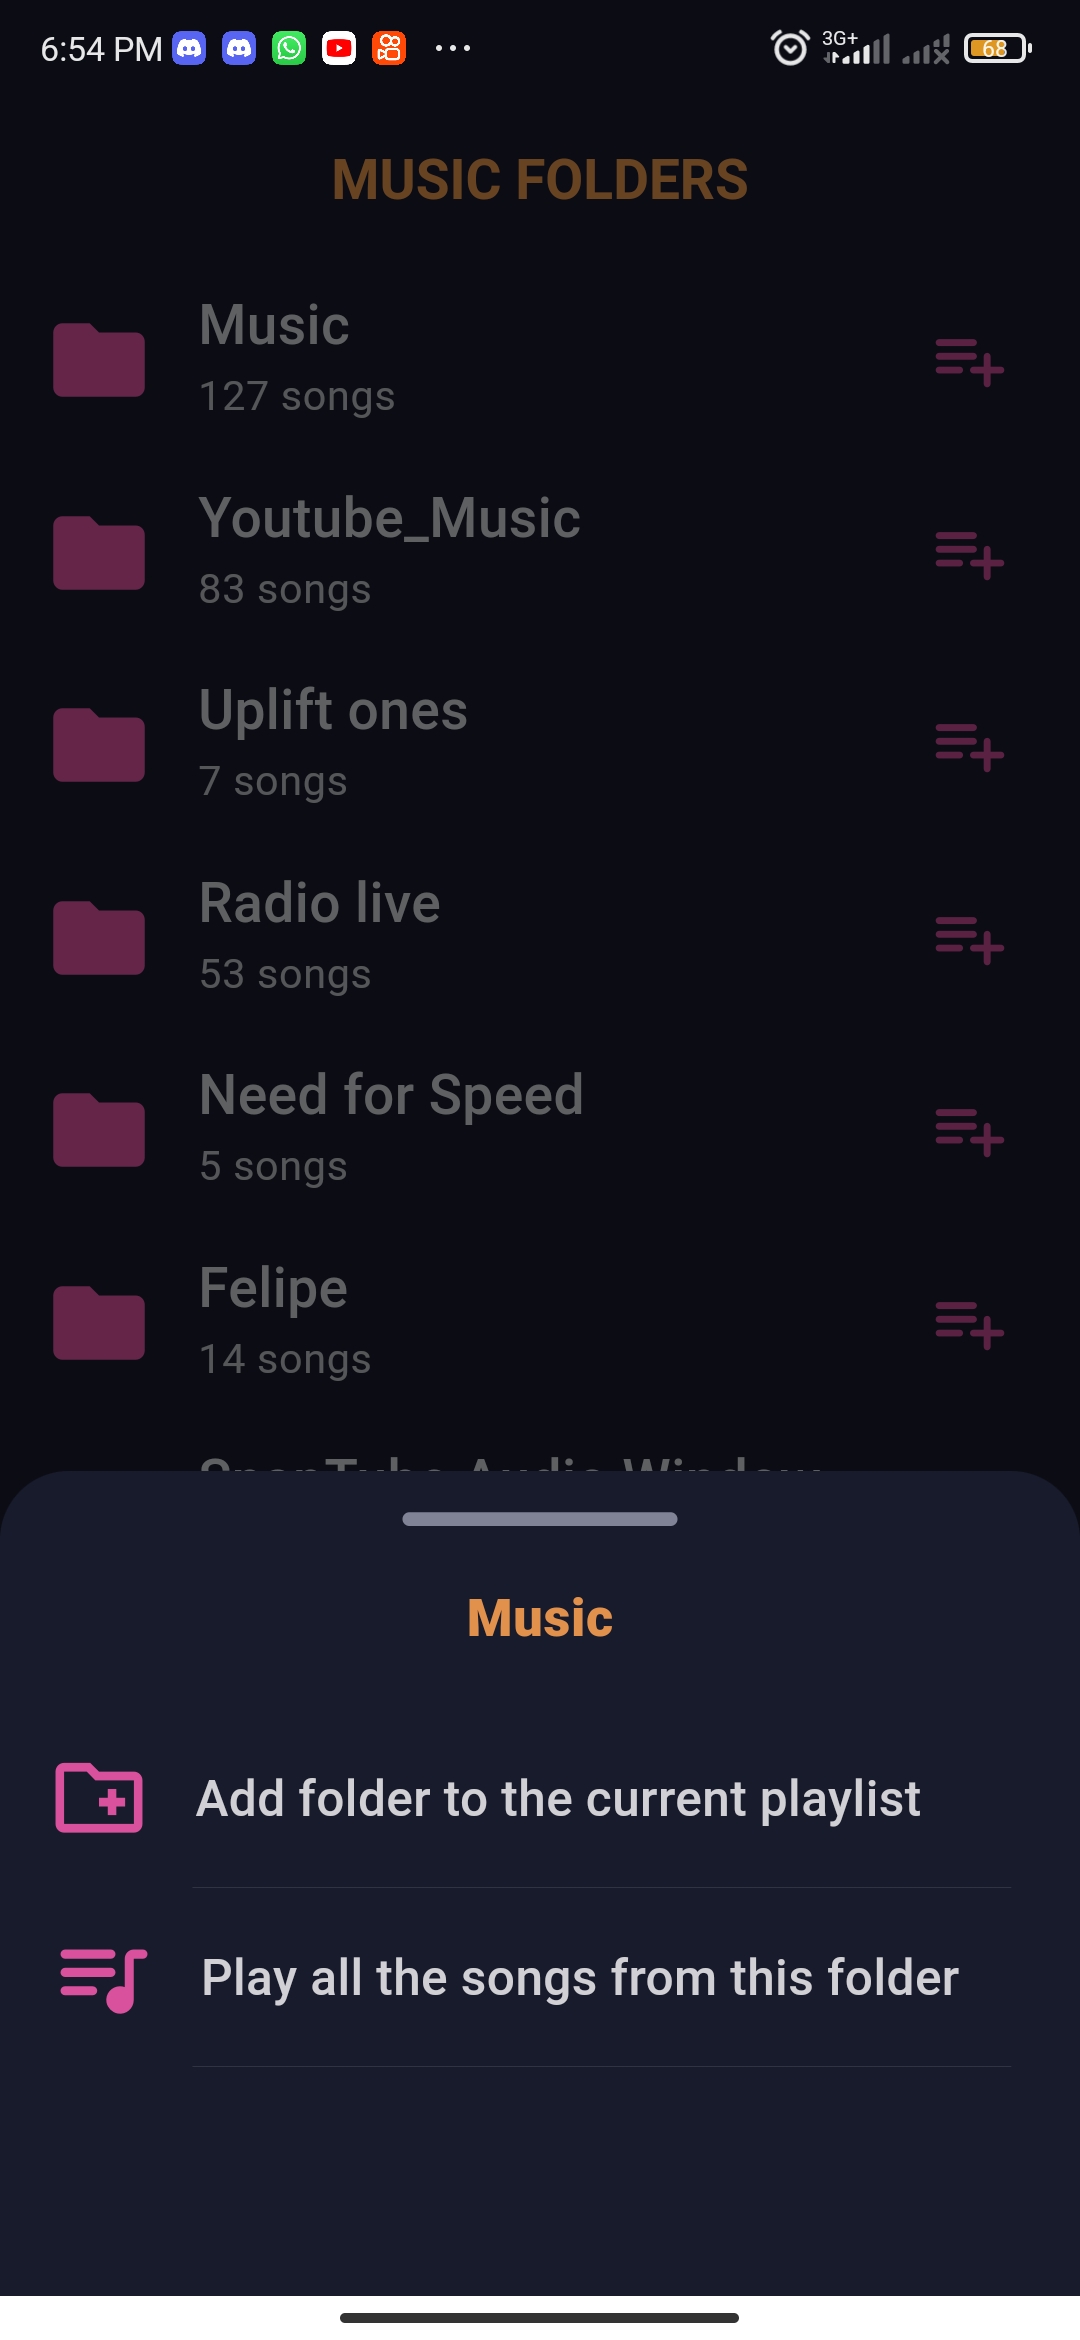 6:54 PM
3G+
68
MUSIC FOLDERS
Music
127 songs
Youtube_Music
83 songs
Uplift ones
7 songs
Radio live
53 songs
Need for Speed
5 songs
Felipe
14 songs
Music
Add folder to the current playlist
Play all the songs from this folder